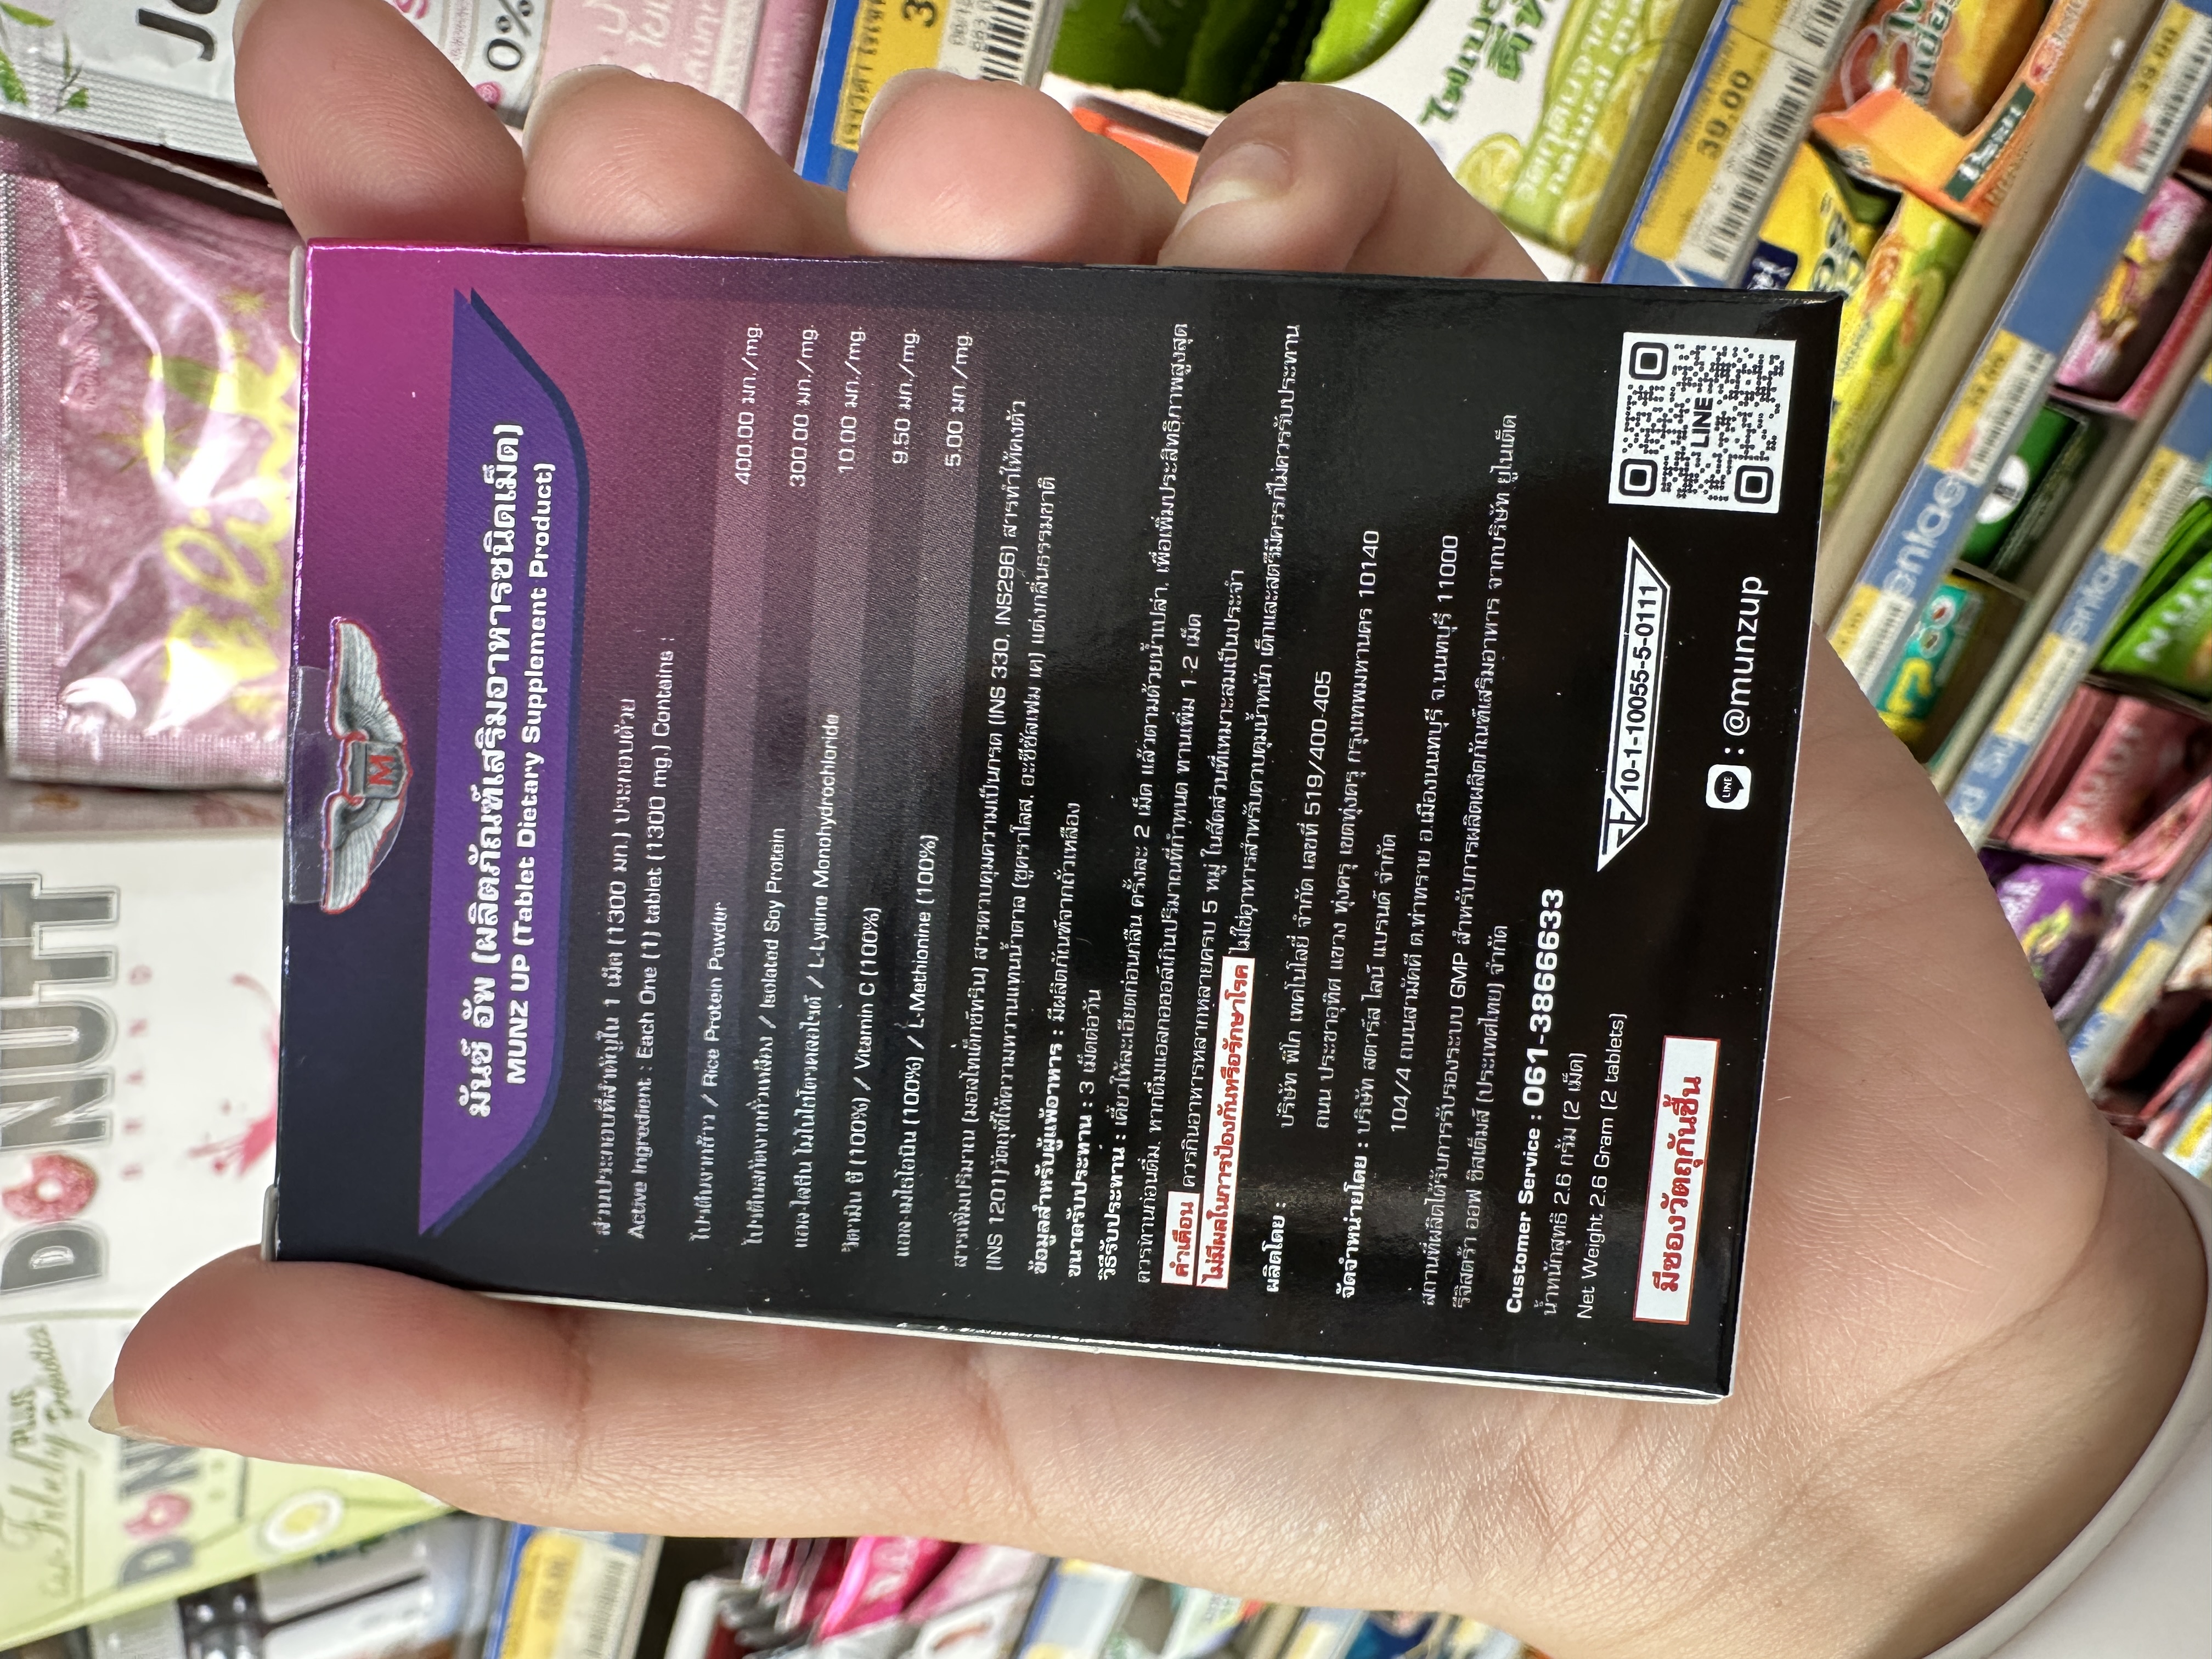 PLUS
DONUTT
BRAND
Blink
M
มันซ์ อัพ (ผลิตภัณฑ์เสริมอาหารชนิดเม็ด)
MUNZ UP (Tablet Dietary Supplement Product)
ส่วนประกอบที่สำคัญใน 1 เม็ด (1300 มก.) ประกอบด้วย
Active Ingredient : Each One (1) tablet (1300 mg.) Contains :
โปรตีนจากข้าว / Rice Protein Powder 400.00 มก./mg.
โปรตีนสกัดจากถั่วเหลือง / Isolated Soy Protein 300.00 มก./mg.
แอล-ไลซีน โมโนไฮโดรคลอไรด์ / L-Lysine Monohydrochloride 10.00 มก./mg.
วิตามิน ซี (100%) / Vitamin C (100%) 9.50 มก./mg.
แอล-เมไธโอนีน (100%) / L-Methionine (100%) 5.00 มก./mg.
สารเพิ่มปริมาณ (มอลโทเด็กซ์ทริน) สารควบคุมความเป็นกรด (INS 330, INS296) สารทำให้คงตัว
(INS 1201)วัตถุที่ให้ความหวานแทนน้ำตาล (ซูคราโลส, อะซีซัลเฟม เค) แต่งกลิ่นธรรมชาติ
ข้อมูลสำหรับผู้แพ้อาหาร : มีผลิตภัณฑ์จากถั่วเหลือง
ขนาดรับประทาน : 3 เม็ดต่อวัน
วิธีรับประทาน : เคี้ยวให้ละเอียดก่อนกลืน ครั้งละ 2 เม็ด แล้วตามด้วยน้ำเปล่า, เพื่อเพิ่มประสิทธิภาพสูงสุด
ควรทานก่อนดื่ม, หากดื่มแอลกอฮอล์เกินปริมาณที่กำหนด ทานเพิ่ม 1-2 เม็ด
คำเตือน ควรกินอาหารหลากหลายครบ 5 หมู่ ในสัดส่วนที่เหมาะสมเป็นประจำ
ไม่มีผลในการป้องกันหรือรักษาโรค ไม่ใช่อาหารสำหรับควบคุมน้ำหนัก เด็กและสตรีมีครรภ์ไม่ควรรับประทาน
ผลิตโดย : บริษัท พีโก เทคโนโลยี่ จำกัด เลขที่ 519/400-405
ถนน ประชาอุทิศ แขวง ทุ่งครุ เขตทุ่งครุ กรุงเทพมหานคร 10140
จัดจำหน่ายโดย : บริษัท สตาร์ส ไลน์ แบรนด์ จำกัด
104/4 ถนนสามัคคี ต.ท่าทราย อ.เมืองนนทบุรี จ.นนทบุรี 11000
สถานที่ผลิตได้รับการรับรองระบบ GMP สำหรับการผลิตผลิตภัณฑ์เสริมอาหาร จากบริษัท ยูไนเต็ด
รีจิสตร้า ออฟ ซิสเต็มส์ (ประเทศไทย) จำกัด
Customer Service : 061-3866633
น้ำหนักสุทธิ 2.6 กรัม (2 เม็ด)
Net Weight 2.6 Gram (2 tablets)
10-1-10055-5-0111
มีซองวัตถุกันชื้น
LINE : @munzup
LINE
0%
39.00
39.00